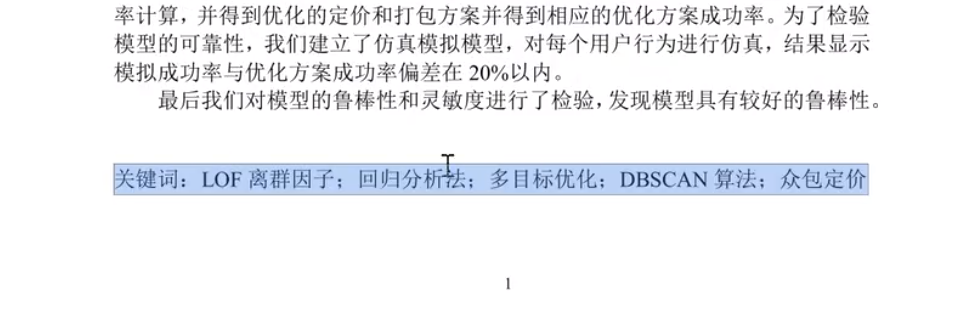 率计算，并得到优化的定价和打包方案并得到相应的优化方案成功率。为了检验
模型的可靠性，我们建立了仿真模拟模型，对每个用户行为进行仿真，结果显示
模拟成功率与优化方案成功率偏差在 20%以内。
最后我们对模型的鲁棒性和灵敏度进行了检验，发现模型具有较好的鲁棒性。
关键词：LOF 离群因子；回归分析法；多目标优化；DBSCAN 算法；众包定价
1